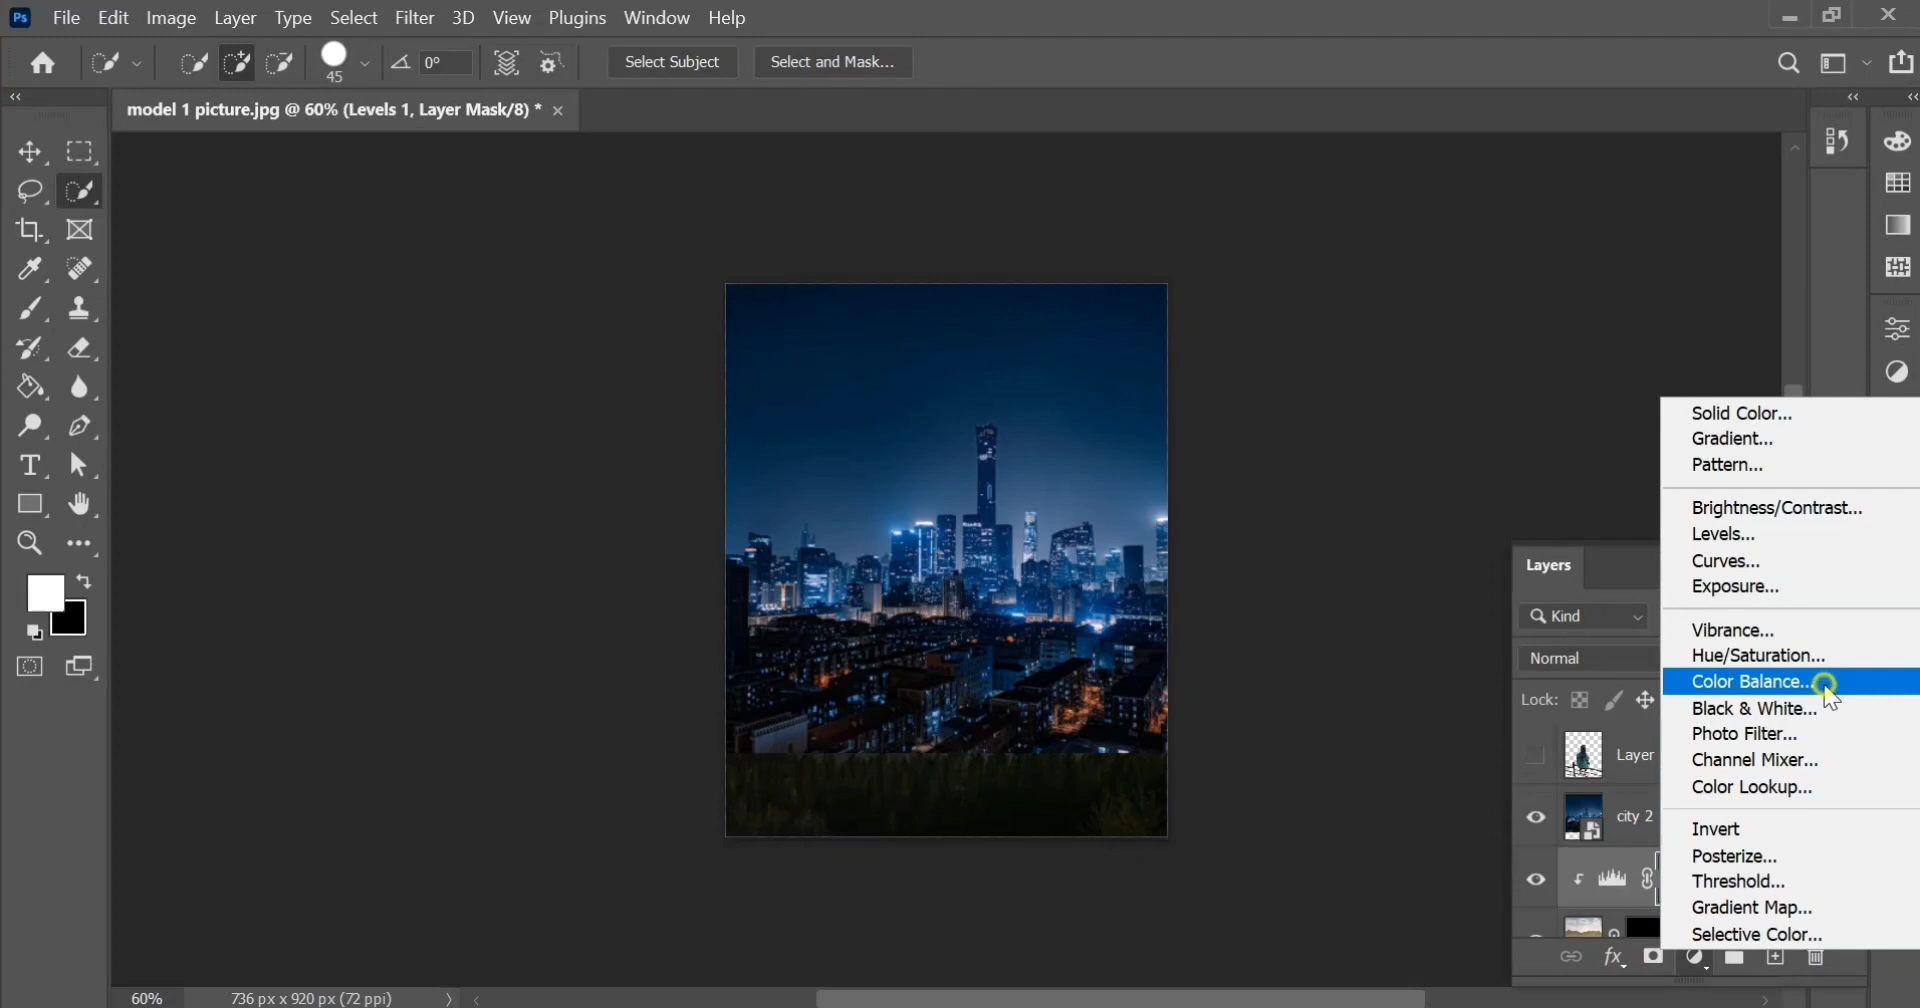 Ps File Edit Image Layer Type Select Filter 3D View Plugins Window Help
45 0° Select Subject Select and Mask...
model 1 picture.jpg @ 60% (Levels 1, Layer Mask/8) *
Solid Color...
Gradient...
Pattern...
Brightness/Contrast...
Levels...
Curves...
Exposure...
Vibrance...
Hue/Saturation...
Color Balance...
Black & White...
Photo Filter...
Channel Mixer...
Color Lookup...
Invert
Posterize...
Threshold...
Gradient Map...
Selective Color...
Layers
Kind
Normal
Lock:
Layer
city 2
fx
60% 736 px x 920 px (72 ppi)